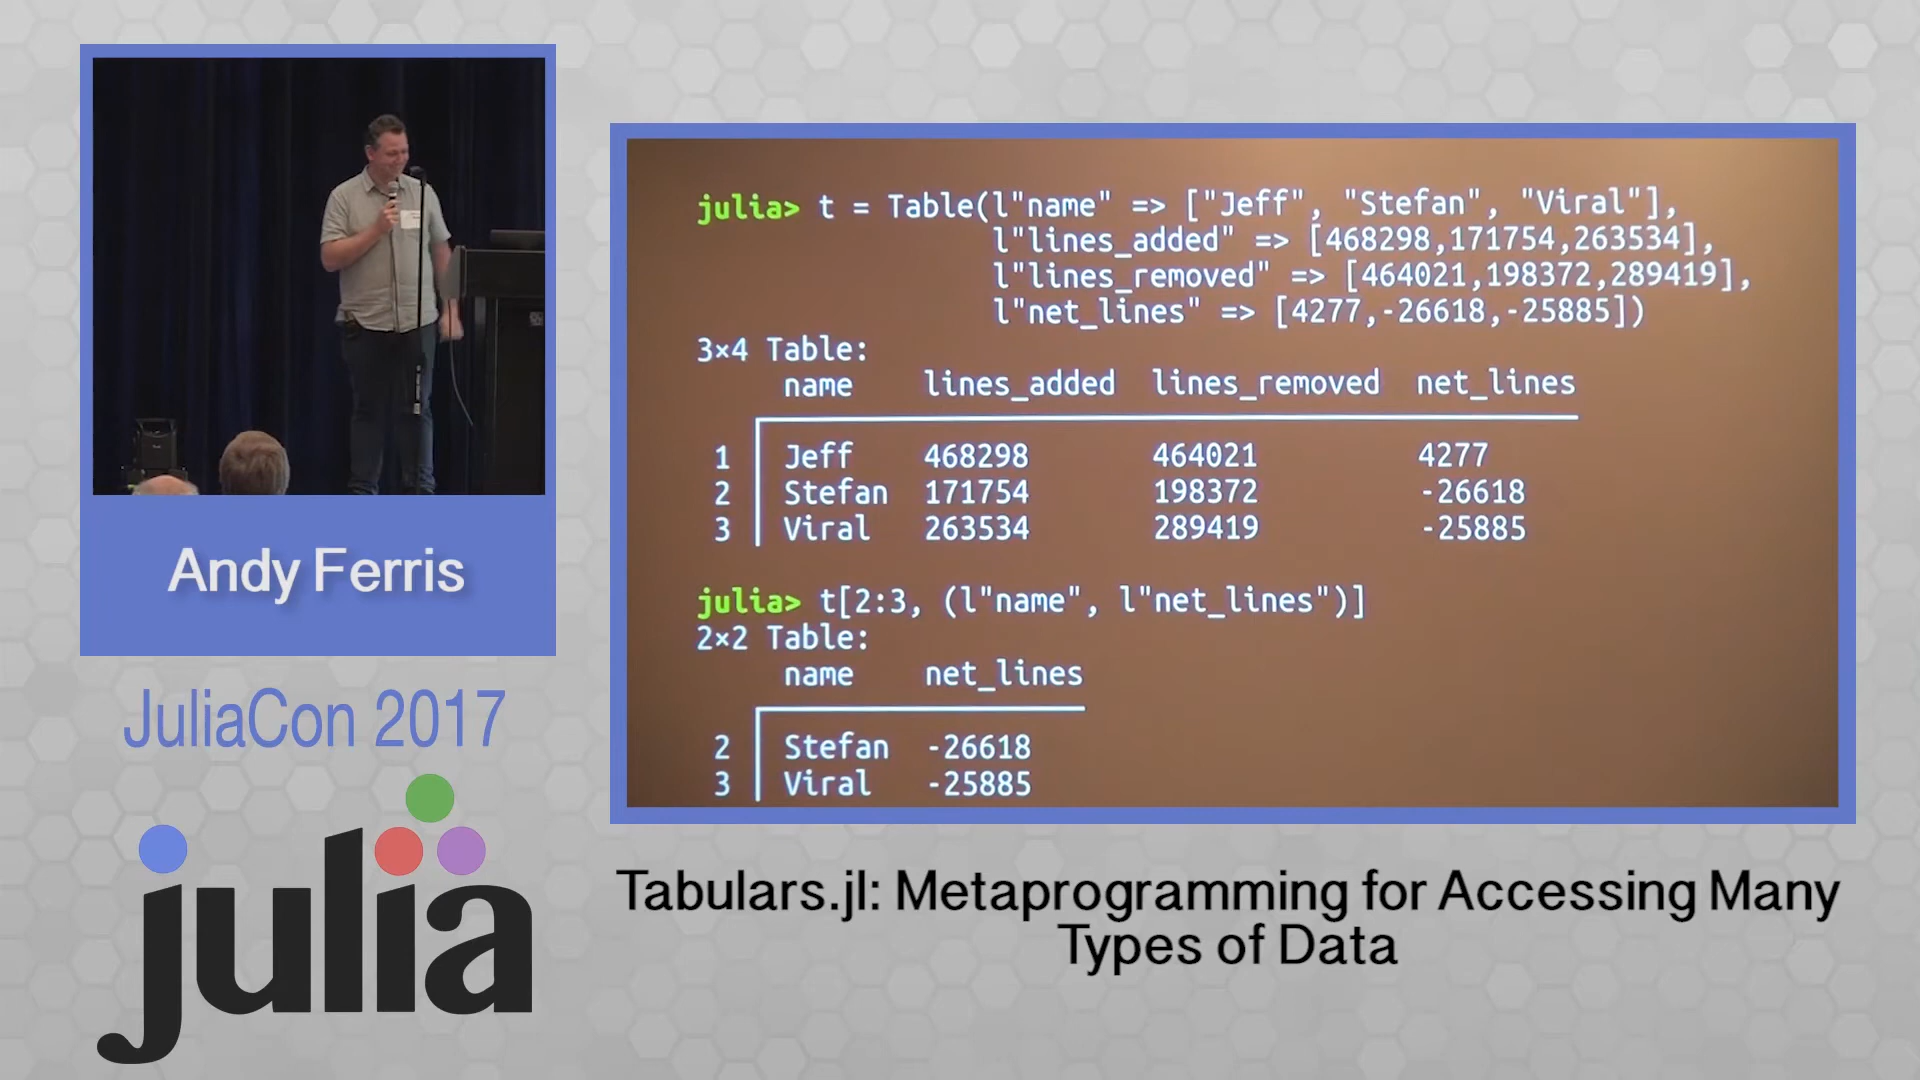 Andy Ferris
JuliaCon 2017
julia
julia> t = Table(l"name" => ["Jeff", "Stefan", "Viral"],
l"lines_added" => [468298,171754,263534],
l"lines_removed" => [464021,198372,289419],
l"net_lines" => [4277,-26618,-25885])
3×4 Table:
name lines_added lines_removed net_lines
1 Jeff 468298 464021 4277
2 Stefan 171754 198372 -26618
3 Viral 263534 289419 -25885
julia> t[2:3, (l"name", l"net_lines")]
2×2 Table:
name net_lines
2 Stefan -26618
3 Viral -25885
Tabulars.jl: Metaprogramming for Accessing Many
Types of Data